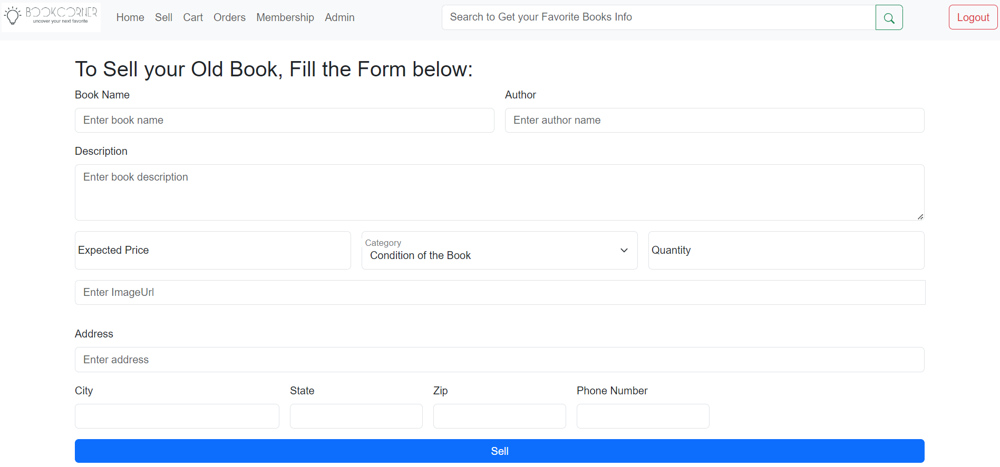 BOOKCORNER
uncover your next favorite
Home Sell Cart Orders Membership Admin
Search to Get your Favorite Books Info
Logout
To Sell your Old Book, Fill the Form below:
Book Name Author
Enter book name Enter author name
Description
Enter book description
Expected Price
Category
Condition of the Book
Quantity
Enter ImageUrl
Address
Enter address
City State Zip Phone Number
Sell